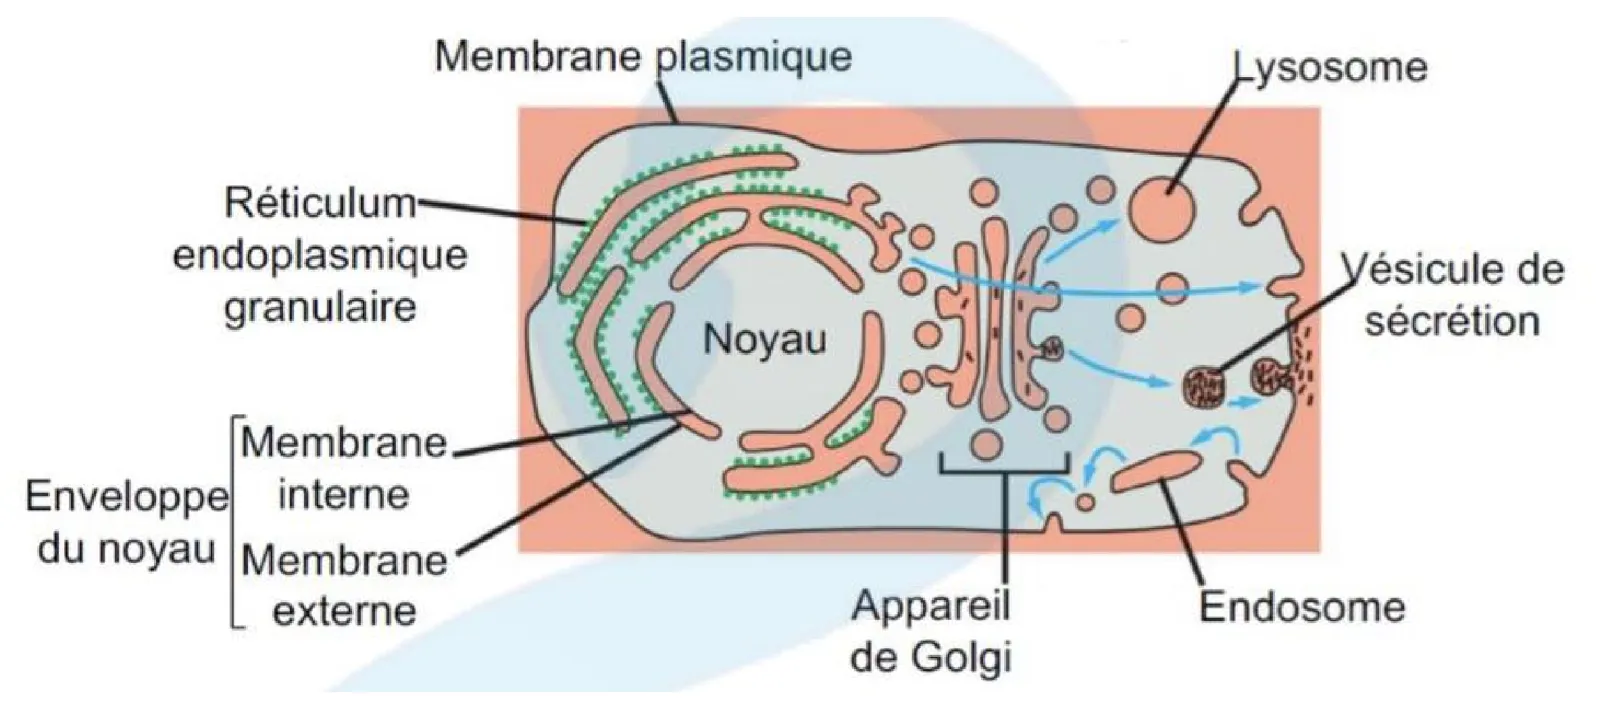 Membrane plasmique
Lysosome
Réticulum
endoplasmique
granulaire
Noyau
Vésicule de
sécrétion
Enveloppe
du noyau
Membrane
interne
Membrane
externe
Appareil
de Golgi
Endosome